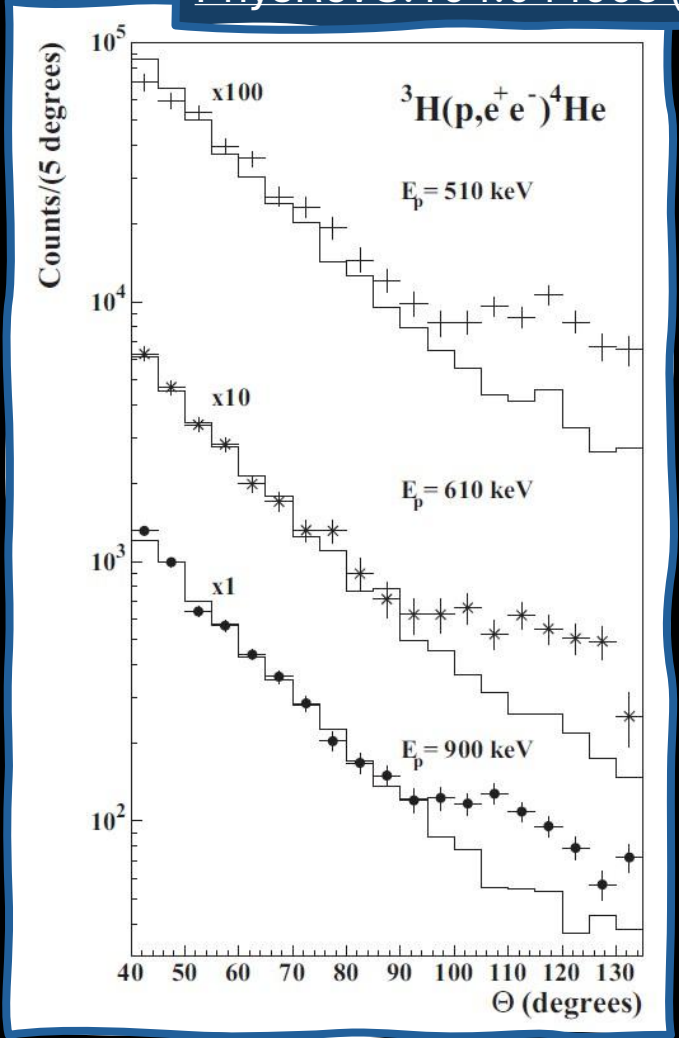 10^5
x100
^3H(p,e^+e^-)^4He
E_p = 510 keV
Counts/(5 degrees)
10^4
x10
E_p = 610 keV
10^3
x1
E_p = 900 keV
10^2
40 50 60 70 80 90 100 110 120 130
Θ (degrees)